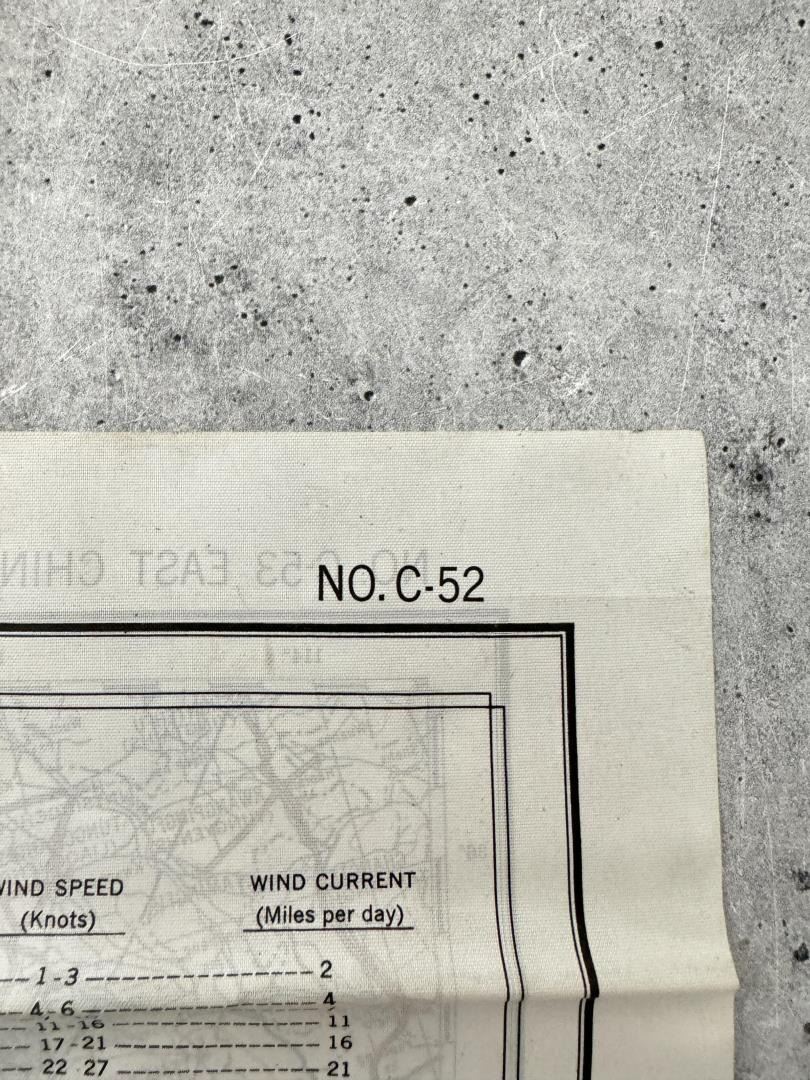 NO. C-53 EAST CHIN
NO. C-52
114°
WIND SPEED WIND CURRENT
(Knots) (Miles per day)
1-3 2
4-6 4
11-16 11
17-21 16
22 27 21